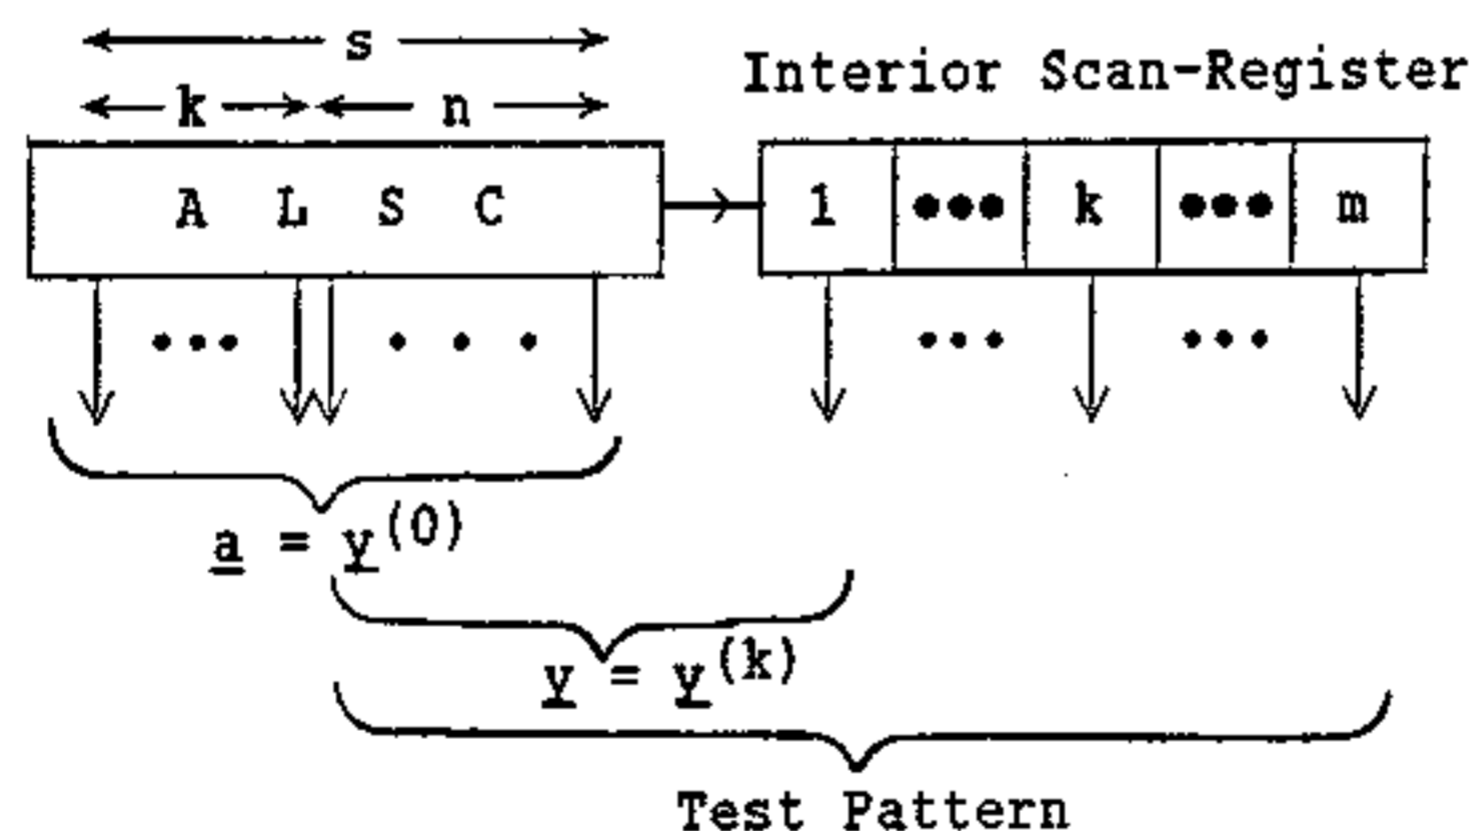 s
k n
Interior Scan-Register
A L S C
1 ••• k ••• m
••• • • • ••• •••
a = y(0)
y = y(k)
Test Pattern